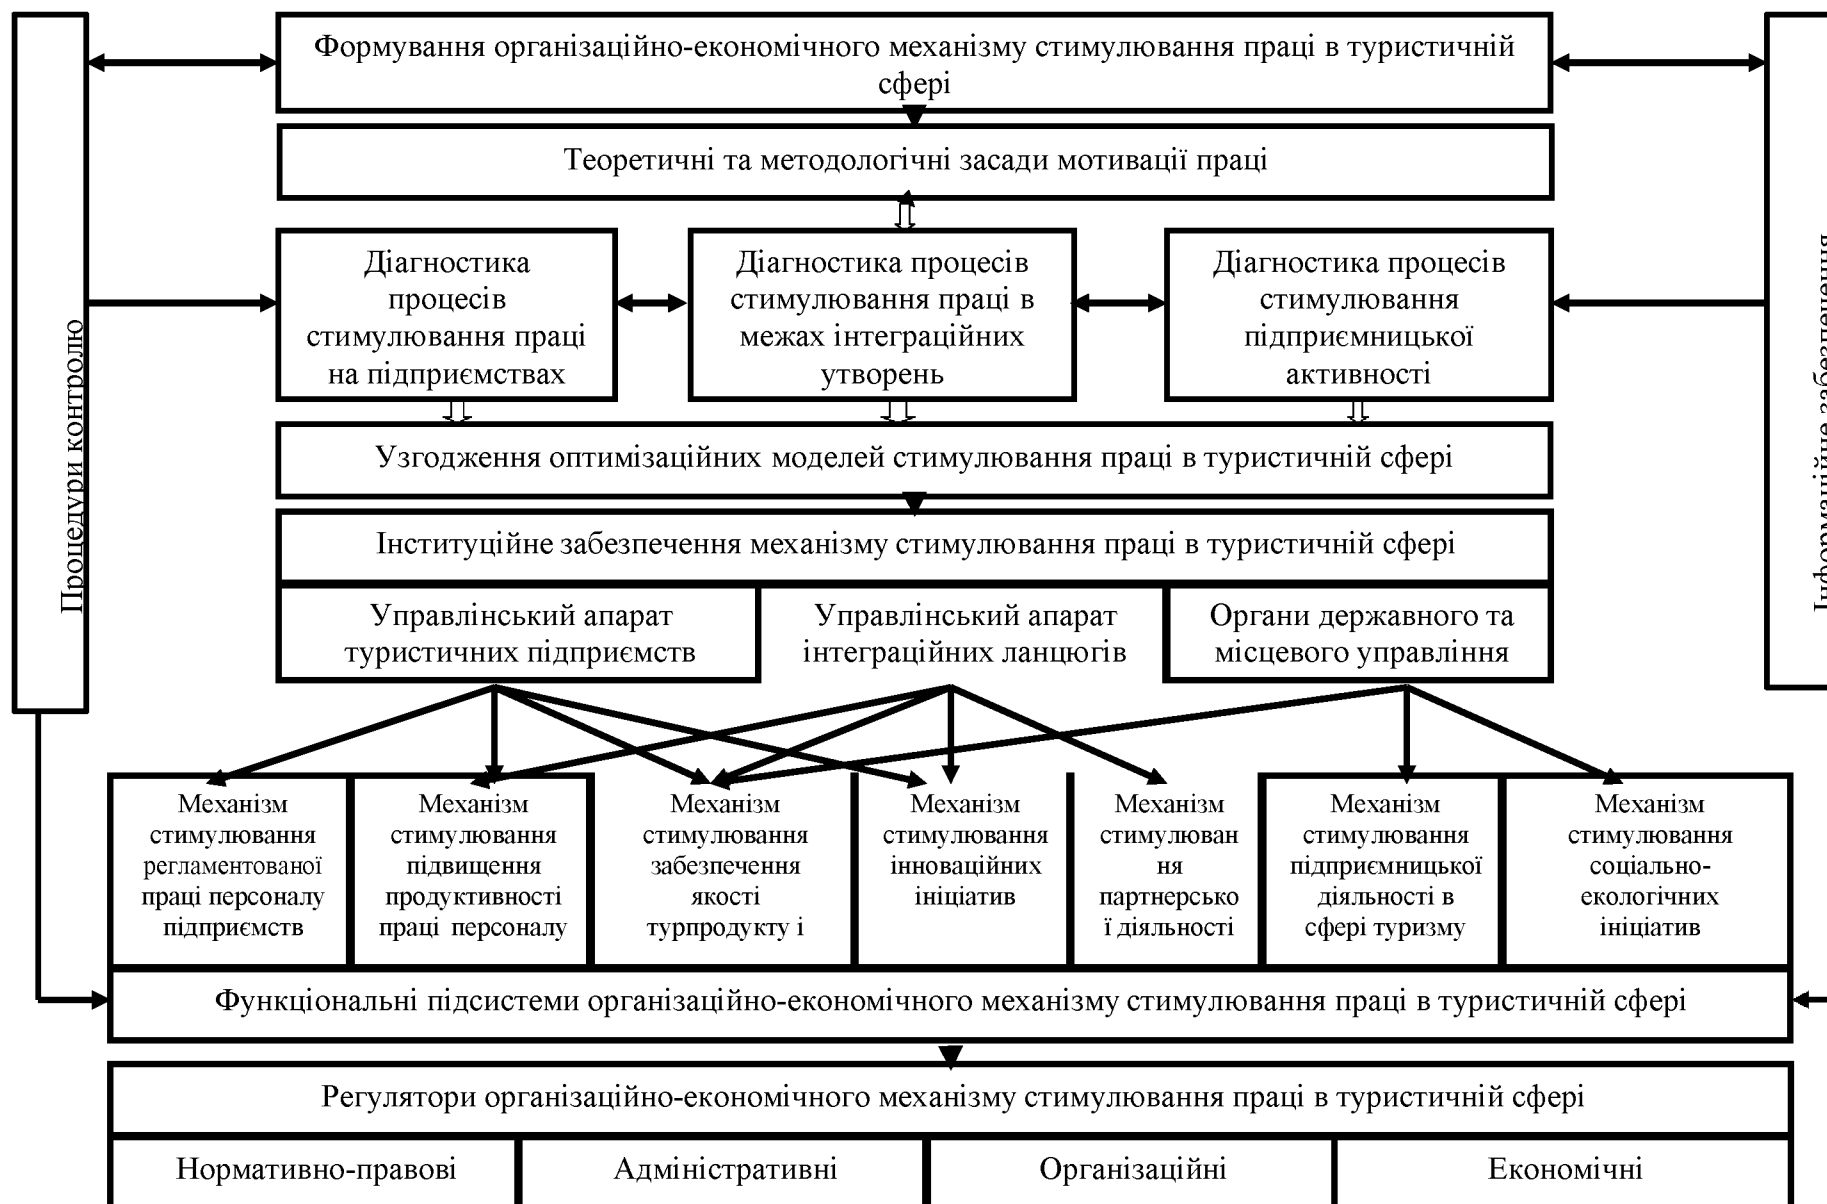 Формування організаційно-економічного механізму стимулювання праці в туристичній
сфері
Теоретичні та методологічні засади мотивації праці
Процедури контролю
Діагностика
процесів
стимулювання праці
на підприємствах
Діагностика процесів
стимулювання праці в
межах інтеграційних
утворень
Діагностика процесів
стимулювання
підприємницької
активності
Інформаційне забезпечення
Узгодження оптимізаційних моделей стимулювання праці в туристичній сфері
Інституційне забезпечення механізму стимулювання праці в туристичній сфері
Управлінський апарат
туристичних підприємств
Управлінський апарат
інтеграційних ланцюгів
Органи державного та
місцевого управління
Механізм
стимулювання
регламентованої
праці персоналу
підприємств
Механізм
стимулювання
підвищення
продуктивності
праці персоналу
Механізм
стимулювання
забезпечення
якості
турпродукту і
Механізм
стимулювання
інноваційних
ініціатив
Механізм
стимулюван
ня
партнерсько
ї діяльності
Механізм
стимулювання
підприємницької
діяльності в
сфері туризму
Механізм
стимулювання
соціально-
екологічних
ініціатив
Функціональні підсистеми організаційно-економічного механізму стимулювання праці в туристичній сфері
Регулятори організаційно-економічного механізму стимулювання праці в туристичній сфері
Нормативно-правові
Адміністративні
Організаційні
Економічні